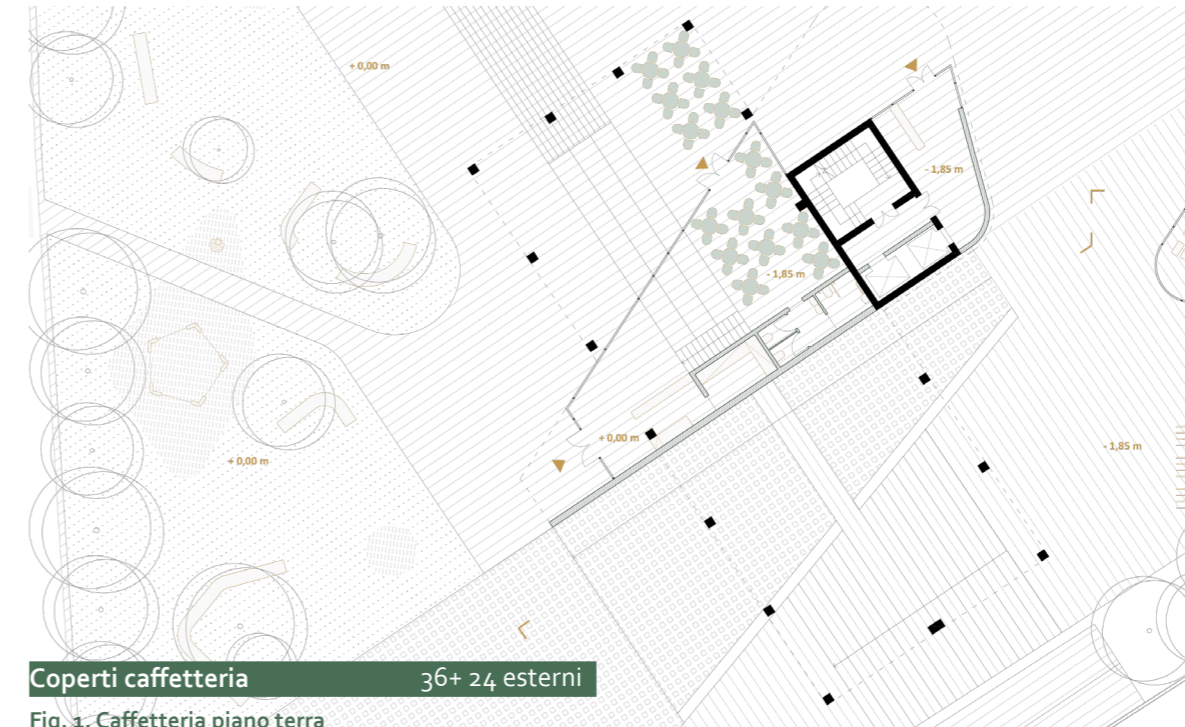 + 0,00 m
- 1,85 m
- 1,85 m
+ 0,00 m
- 1,85 m
+ 0,00 m
Coperti caffetteria 36+ 24 esterni
Fig. 1. Caffetteria piano terra